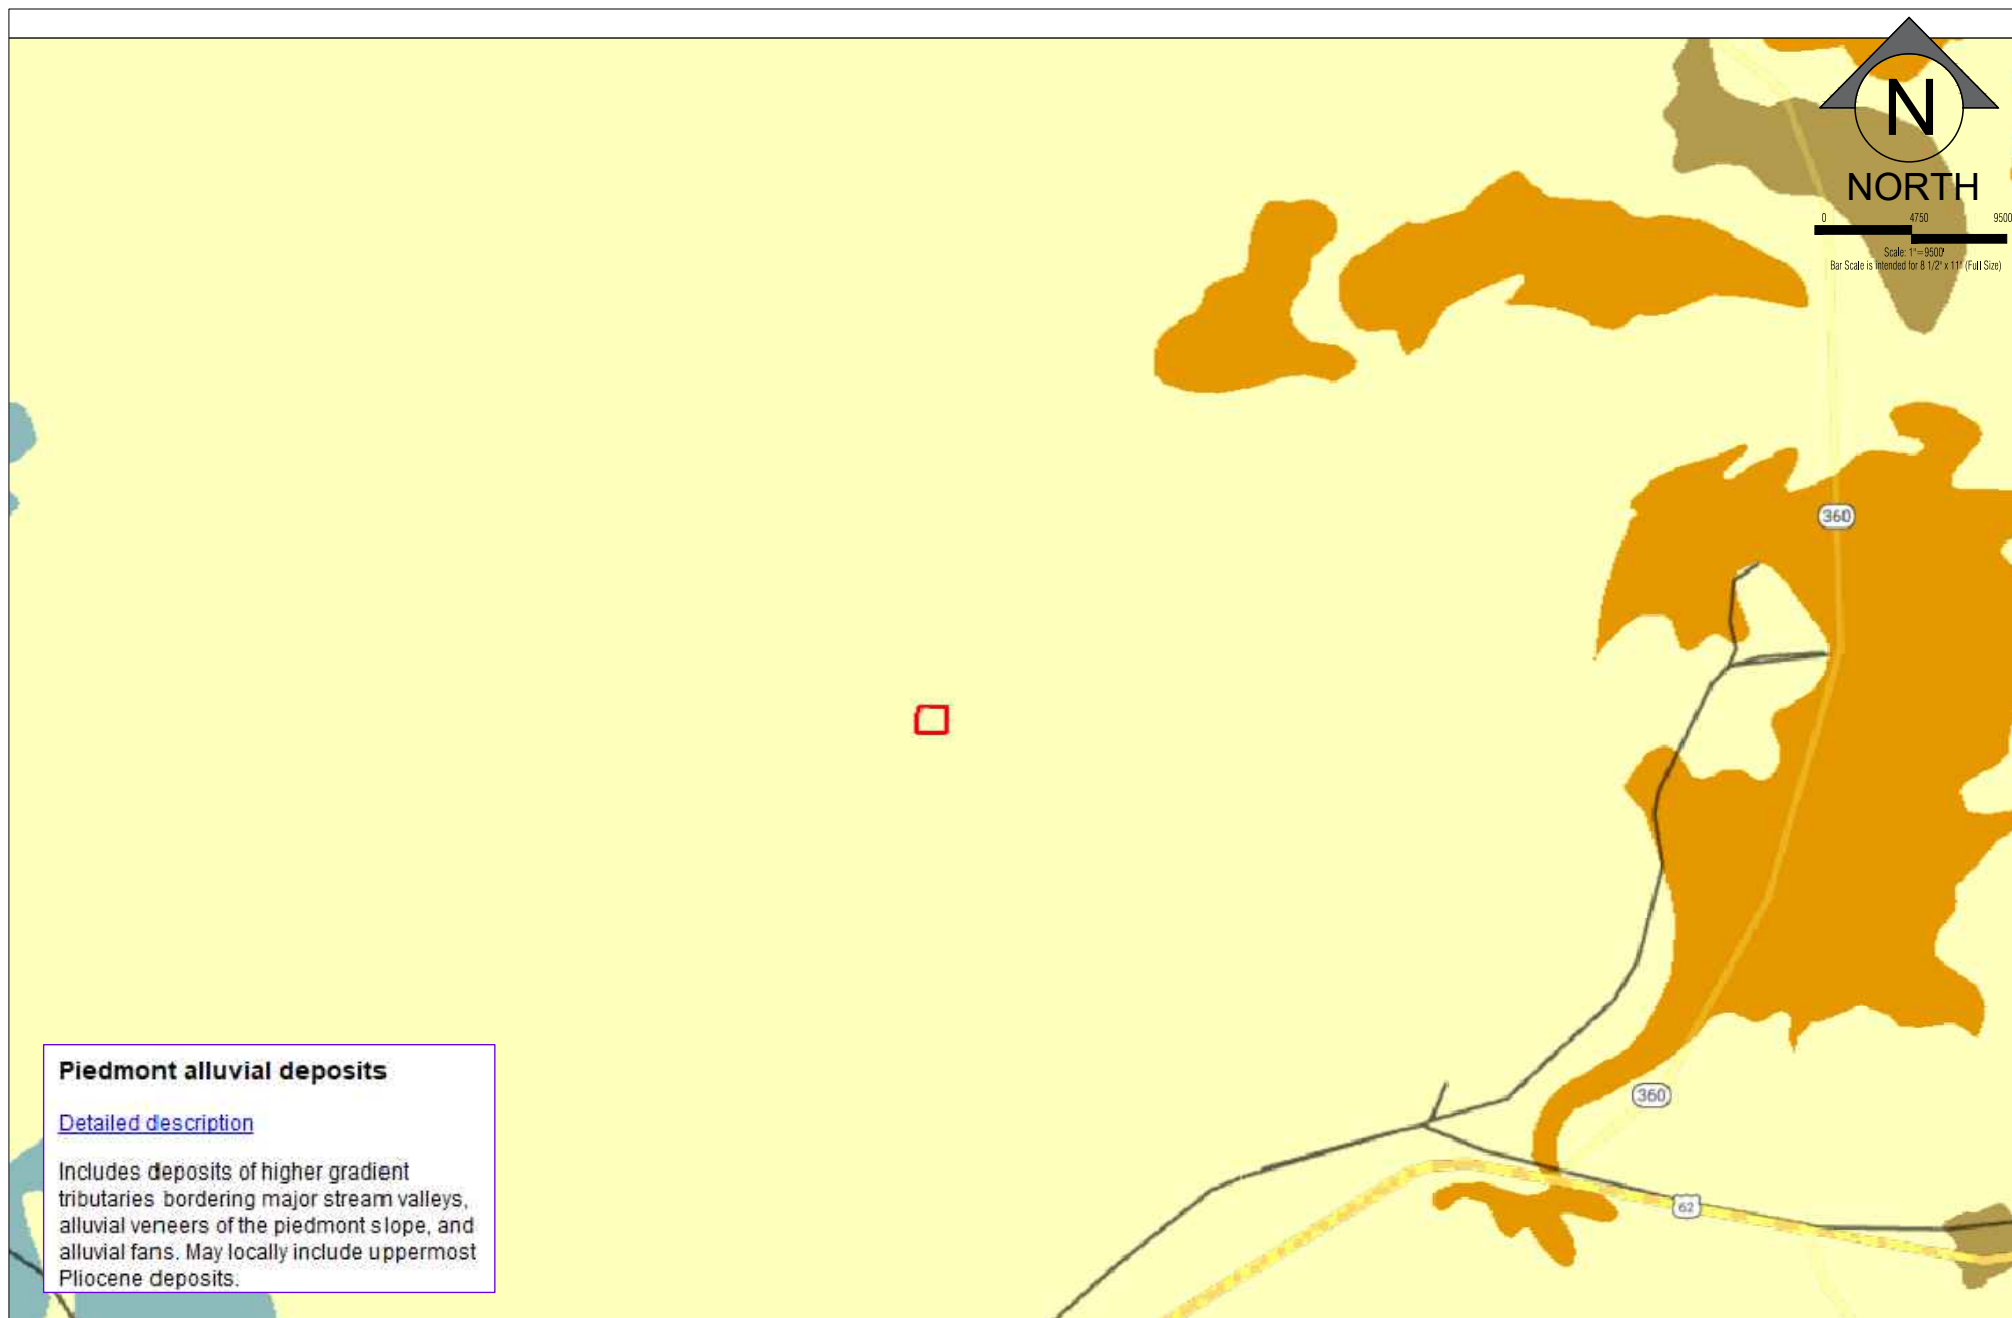 N
NORTH
0 4750 9500
Scale: 1"=9500'
Bar Scale is intended for 8 1/2" x 11" (Full Size)
360
360
62
Piedmont alluvial deposits
Detailed description
Includes deposits of higher gradient
tributaries bordering major stream valleys,
alluvial veneers of the piedmont slope, and
alluvial fans. May locally include uppermost
Pliocene deposits.